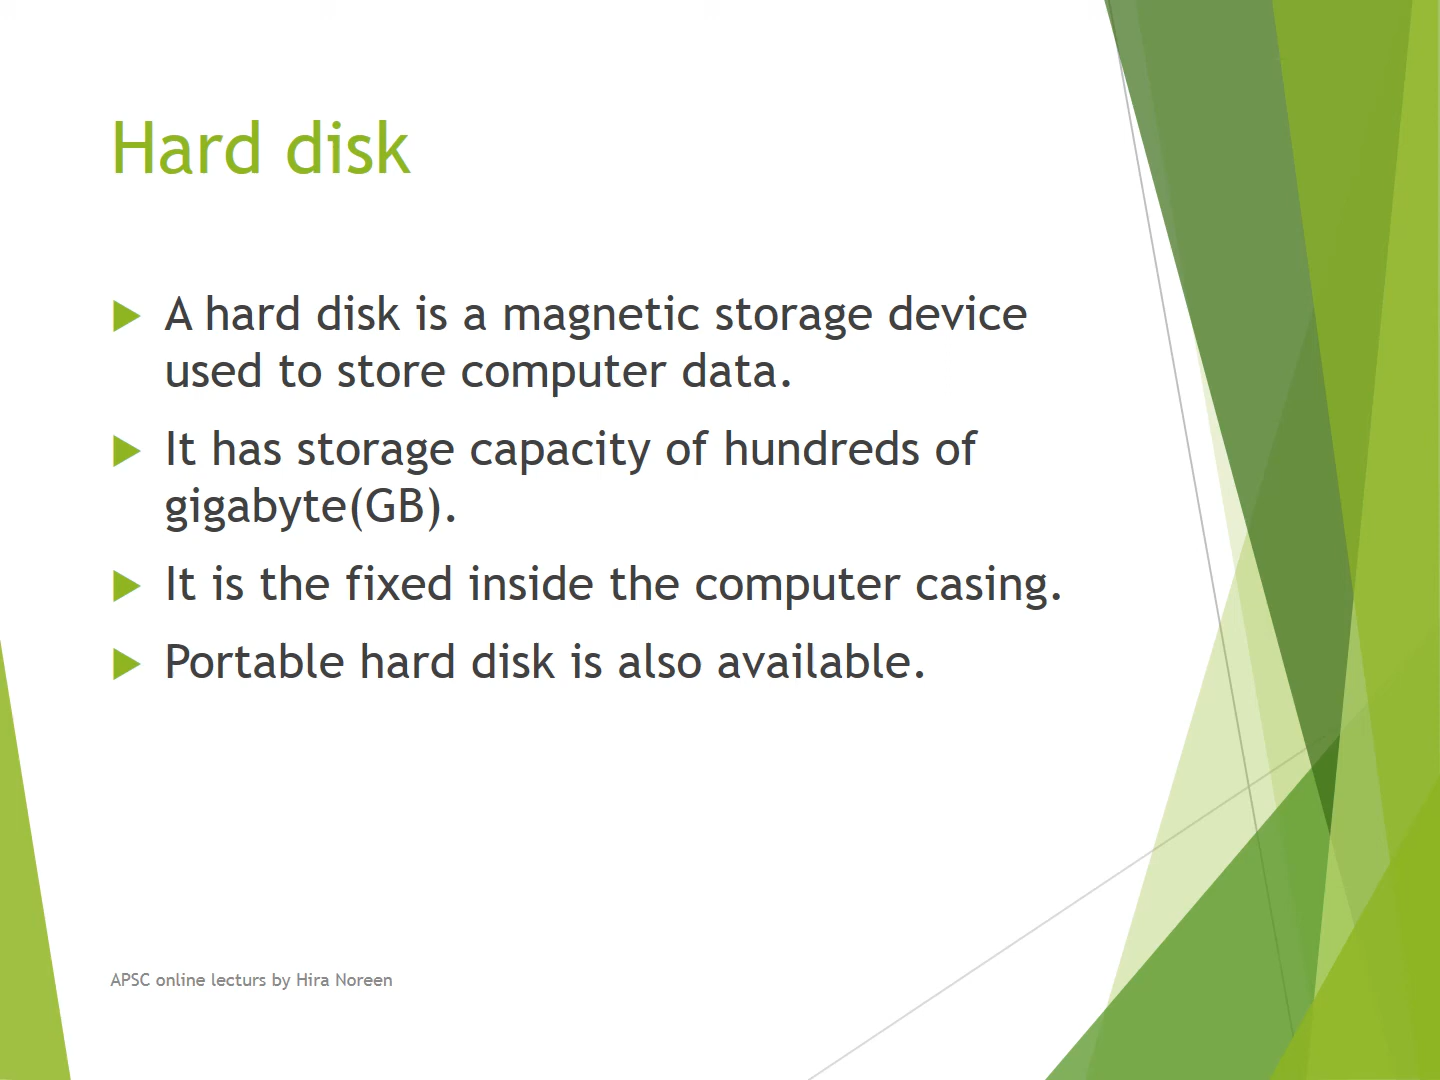 Hard disk
A hard disk is a magnetic storage device
used to store computer data.
It has storage capacity of hundreds of
gigabyte(GB).
It is the fixed inside the computer casing.
Portable hard disk is also available.
APSC online lecturs by Hira Noreen